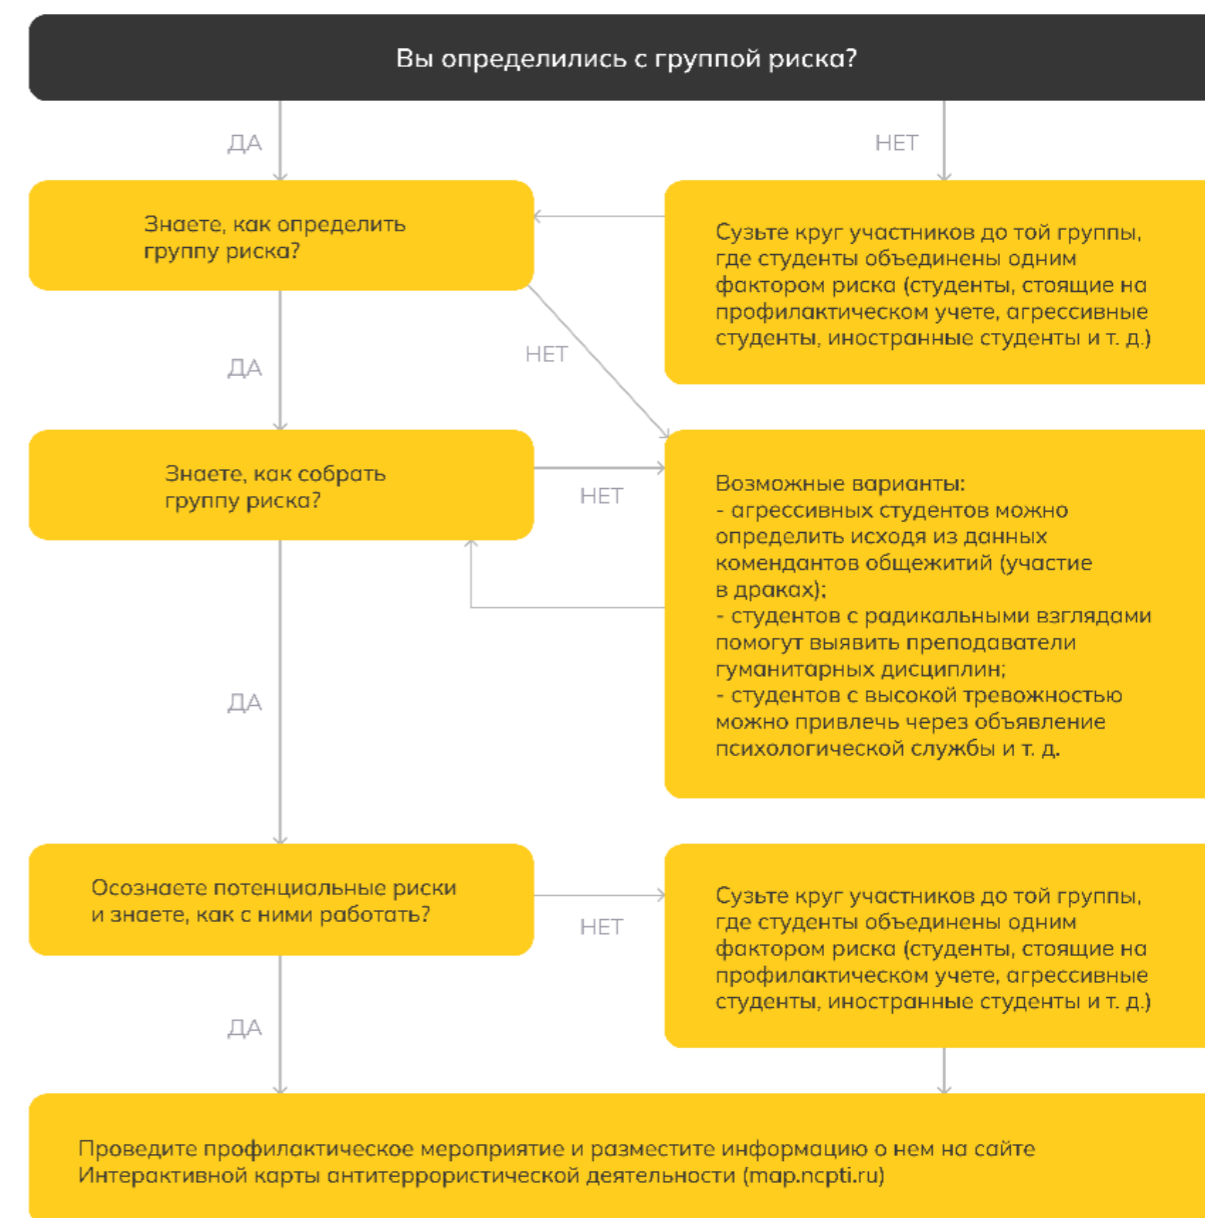 Вы определились с группой риска?
ДА
НЕТ
Знаете, как определить
группу риска?
Сузьте круг участников до той группы,
где студенты объединены одним
фактором риска (студенты, стоящие на
профилактическом учете, агрессивные
студенты, иностранные студенты и т. д.)
ДА
НЕТ
Знаете, как собрать
группу риска?
НЕТ
Возможные варианты:
- агрессивных студентов можно
определить исходя из данных
комендантов общежитий (участие
в драках);
- студентов с радикальными взглядами
помогут выявить преподаватели
гуманитарных дисциплин;
- студентов с высокой тревожностью
можно привлечь через объявление
психологической службы и т. д.
ДА
Осознаете потенциальные риски
и знаете, как с ними работать?
НЕТ
Сузьте круг участников до той группы,
где студенты объединены одним
фактором риска (студенты, стоящие на
профилактическом учете, агрессивные
студенты, иностранные студенты и т. д.)
ДА
Проведите профилактическое мероприятие и разместите информацию о нем на сайте
Интерактивной карты антитеррористической деятельности (map.ncpti.ru)